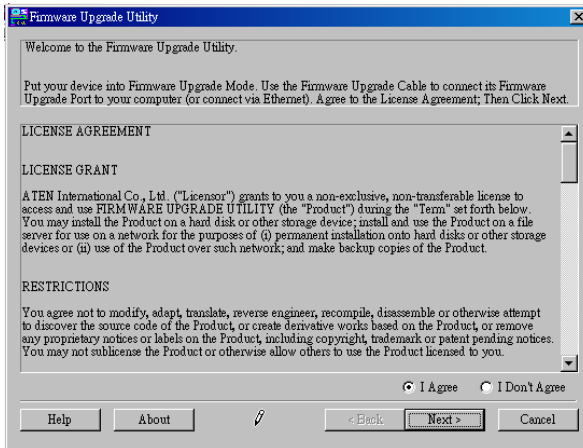 Firmware Upgrade Utility
Welcome to the Firmware Upgrade Utility.
Put your device into Firmware Upgrade Mode. Use the Firmware Upgrade Cable to connect its Firmware
Upgrade Port to your computer (or connect via Ethernet). Agree to the License Agreement; Then Click Next.
LICENSE AGREEMENT
LICENSE GRANT
ATEN International Co., Ltd. ("Licensor") grants to you a non-exclusive, non-transferable license to
access and use FIRMWARE UPGRADE UTILITY (the "Product") during the "Term" set forth below.
You may install the Product on a hard disk or other storage device; install and use the Product on a file
server for use on a network for the purposes of (i) permanent installation onto hard disks or other storage
devices or (ii) use of the Product over such network; and make backup copies of the Product.
RESTRICTIONS
You agree not to modify, adapt, translate, reverse engineer, recompile, disassemble or otherwise attempt
to discover the source code of the Product, or create derivative works based on the Product, or remove
any proprietary notices or labels on the Product, including copyright, trademark or patent pending notices.
You may not sublicense the Product or otherwise allow others to use the Product licensed to you.
I Agree I Don't Agree
Help About < Back Next > Cancel